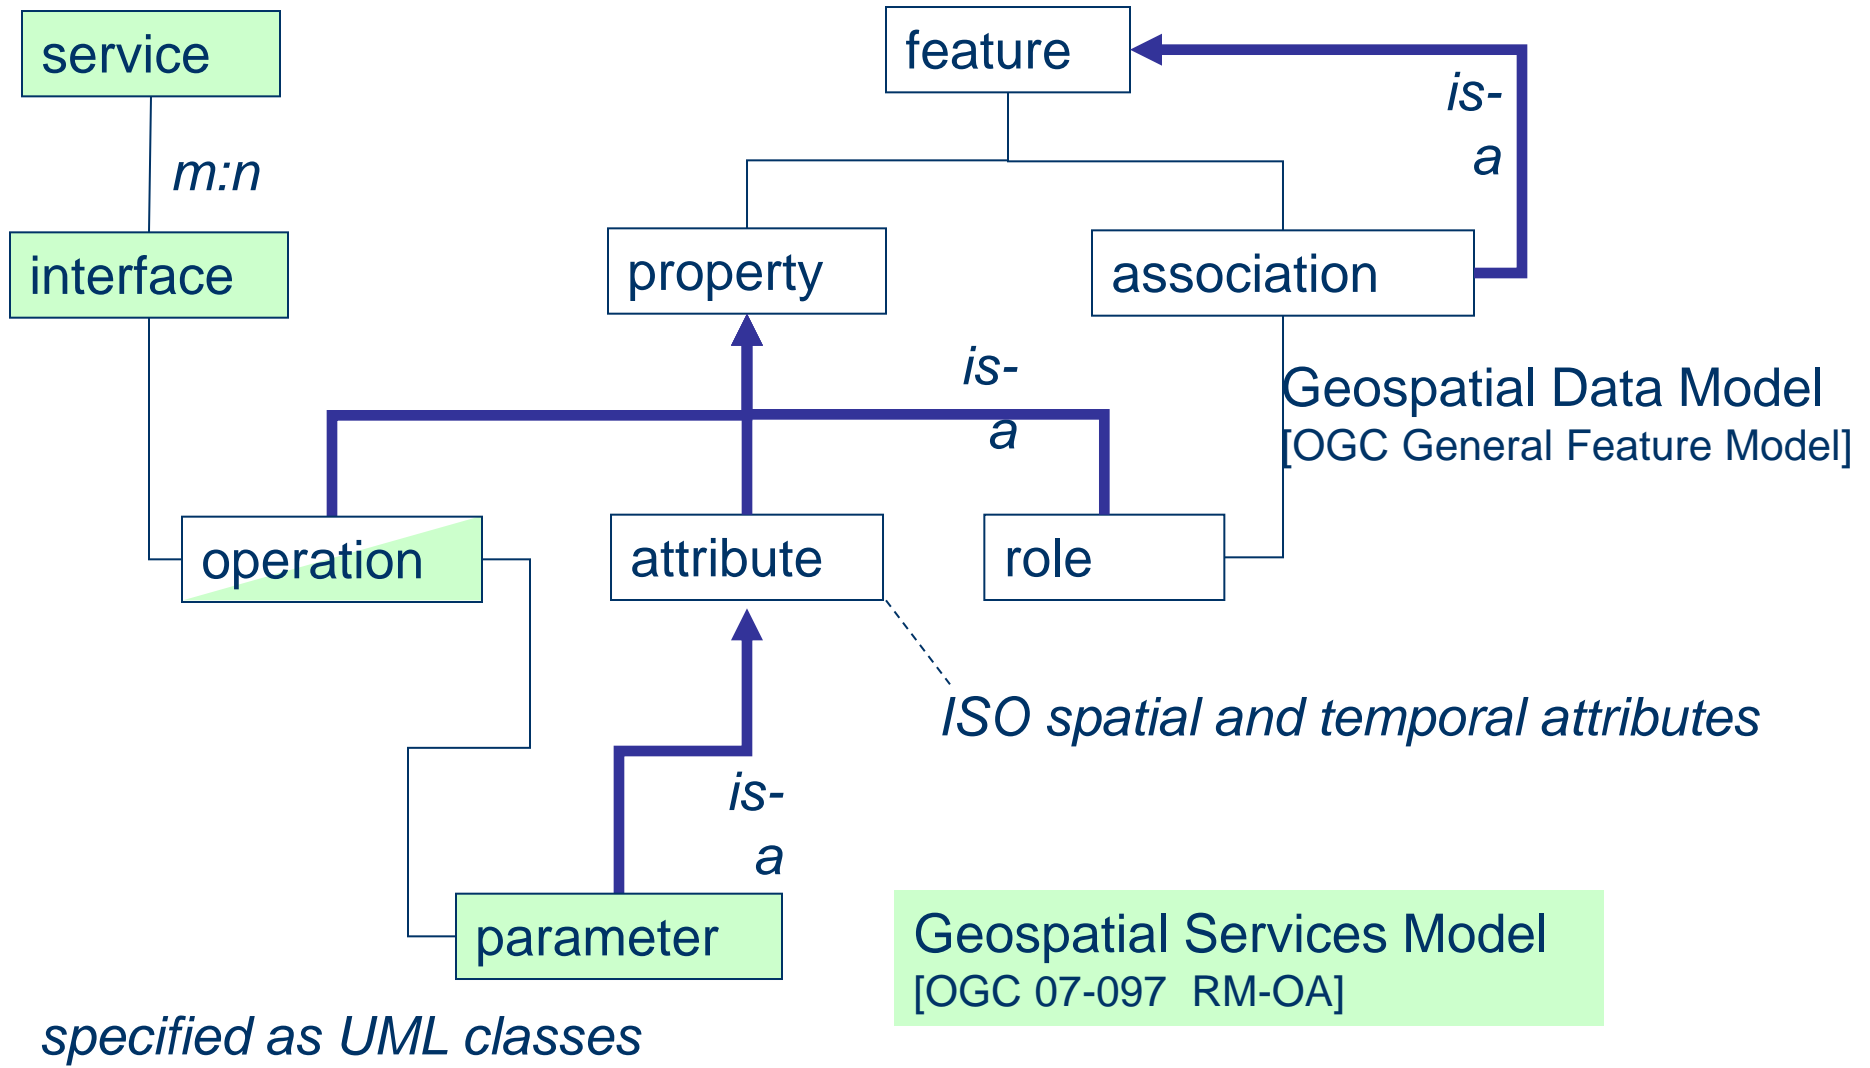 service
feature
is-
a
m:n
interface
property
association
is-
a
Geospatial Data Model
[OGC General Feature Model]
operation
attribute
role
ISO spatial and temporal attributes
is-
a
parameter
Geospatial Services Model
[OGC 07-097 RM-OA]
specified as UML classes